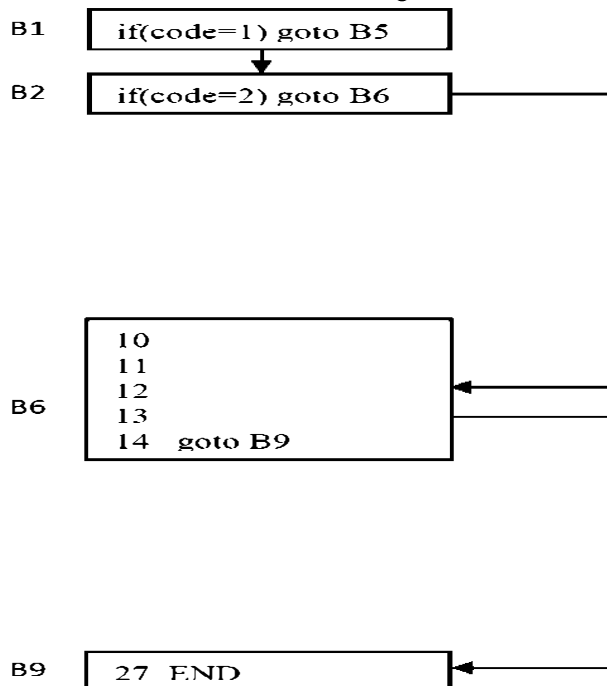 B1 if(code=1) goto B5
B2 if(code=2) goto B6
10
11
B6 12
13
14 goto B9
B9 27 END